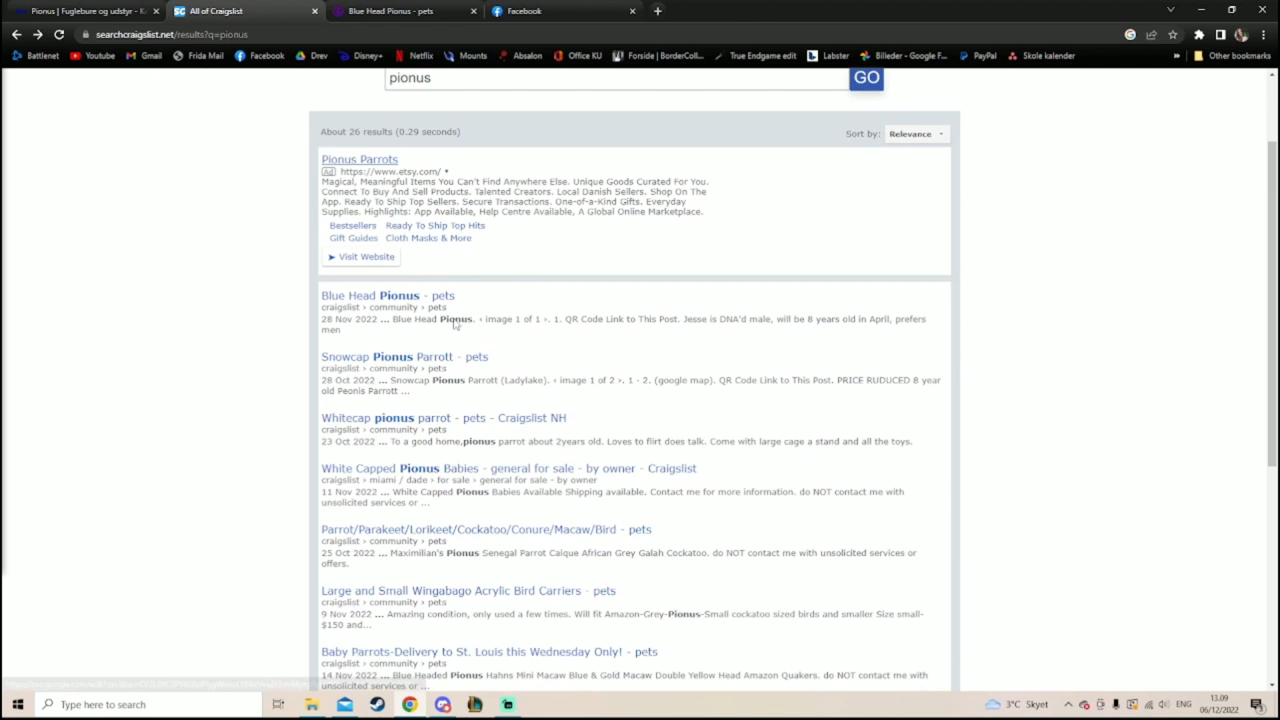 Pionus | Fuglebure og udstyr - K
All of Craigslist
Blue Head Pionus - pets
Facebook
searchcraigslist.net/results?q=pionus
Battlenet
Youtube
Gmail
Frida Mail
Facebook
Drev
Disney+
Netflix
Mounts
Absalon
Office KU
Forside | BorderColl...
True Endgame edit
Labster
Billeder - Google F...
PayPal
Skole kalender
Other bookmarks
pionus
GO
About 26 results (0.29 seconds)
Sort by: Relevance
Pionus Parrots
Ad https://www.etsy.com/
Magical, Meaningful Items You Can't Find Anywhere Else. Unique Goods Curated For You.
Connect To Buy And Sell Products. Talented Creators. Local Danish Sellers. Shop On The
App. Ready To Ship Top Sellers. Secure Transactions. One-of-a-Kind Gifts. Everyday
Supplies. Highlights: App Available, Help Centre Available, A Global Online Marketplace.
Bestsellers Ready To Ship Top Hits
Gift Guides Cloth Masks & More
Visit Website
Blue Head Pionus - pets
craigslist › community › pets
28 Nov 2022 ... Blue Head Pionus. ‹ image 1 of 1 ›. 1. QR Code Link to This Post. Jesse is DNA'd male, will be 8 years old in April, prefers
men
Snowcap Pionus Parrott - pets
craigslist › community › pets
28 Oct 2022 ... Snowcap Pionus Parrott (Ladylake). ‹ image 1 of 2 ›. 1 · 2. (google map). QR Code Link to This Post. PRICE RUDUCED 8 year
old Peonis Parrott ...
Whitecap pionus parrot - pets - Craigslist NH
craigslist › community › pets
23 Oct 2022 ... To a good home,pionus parrot about 2years old. Loves to flirt does talk. Come with large cage a stand and all the toys.
White Capped Pionus Babies - general for sale - by owner - Craigslist
craigslist › miami / dade › for sale › general for sale - by owner
11 Nov 2022 ... White Capped Pionus Babies Available Shipping available. Contact me for more information. do NOT contact me with
unsolicited services or ...
Parrot/Parakeet/Lorikeet/Cockatoo/Conure/Macaw/Bird - pets
craigslist › community › pets
25 Oct 2022 ... Maximilian's Pionus Senegal Parrot Caique African Grey Galah Cockatoo. do NOT contact me with unsolicited services or
offers.
Large and Small Wingabago Acrylic Bird Carriers - pets
craigslist › community › pets
9 Nov 2022 ... Amazing condition, only used a few times. Will fit Amazon-Grey-Pionus-Small cockatoo sized birds and smaller Size small-
$150 and...
Baby Parrots-Delivery to St. Louis this Wednesday Only! - pets
craigslist › community › pets
14 Nov 2022 ... Blue Headed Pionus Hahns Mini Macaw Blue & Gold Macaw Double Yellow Head Amazon Quakers. do NOT contact me with
unsolicited services or ...
Type here to search
3°C Skyet
ENG
13.09
06/12/2022